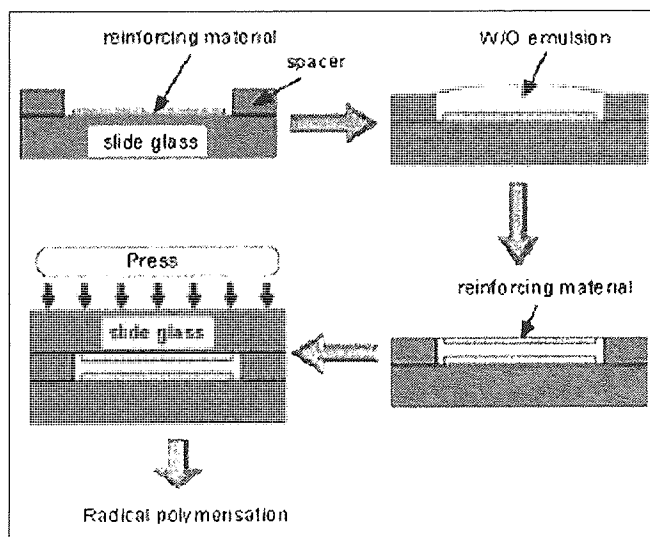 reinforcing material
spacer
slide glass
W/O emulsion
reinforcing material
Press
slide glass
Radical polymerisation